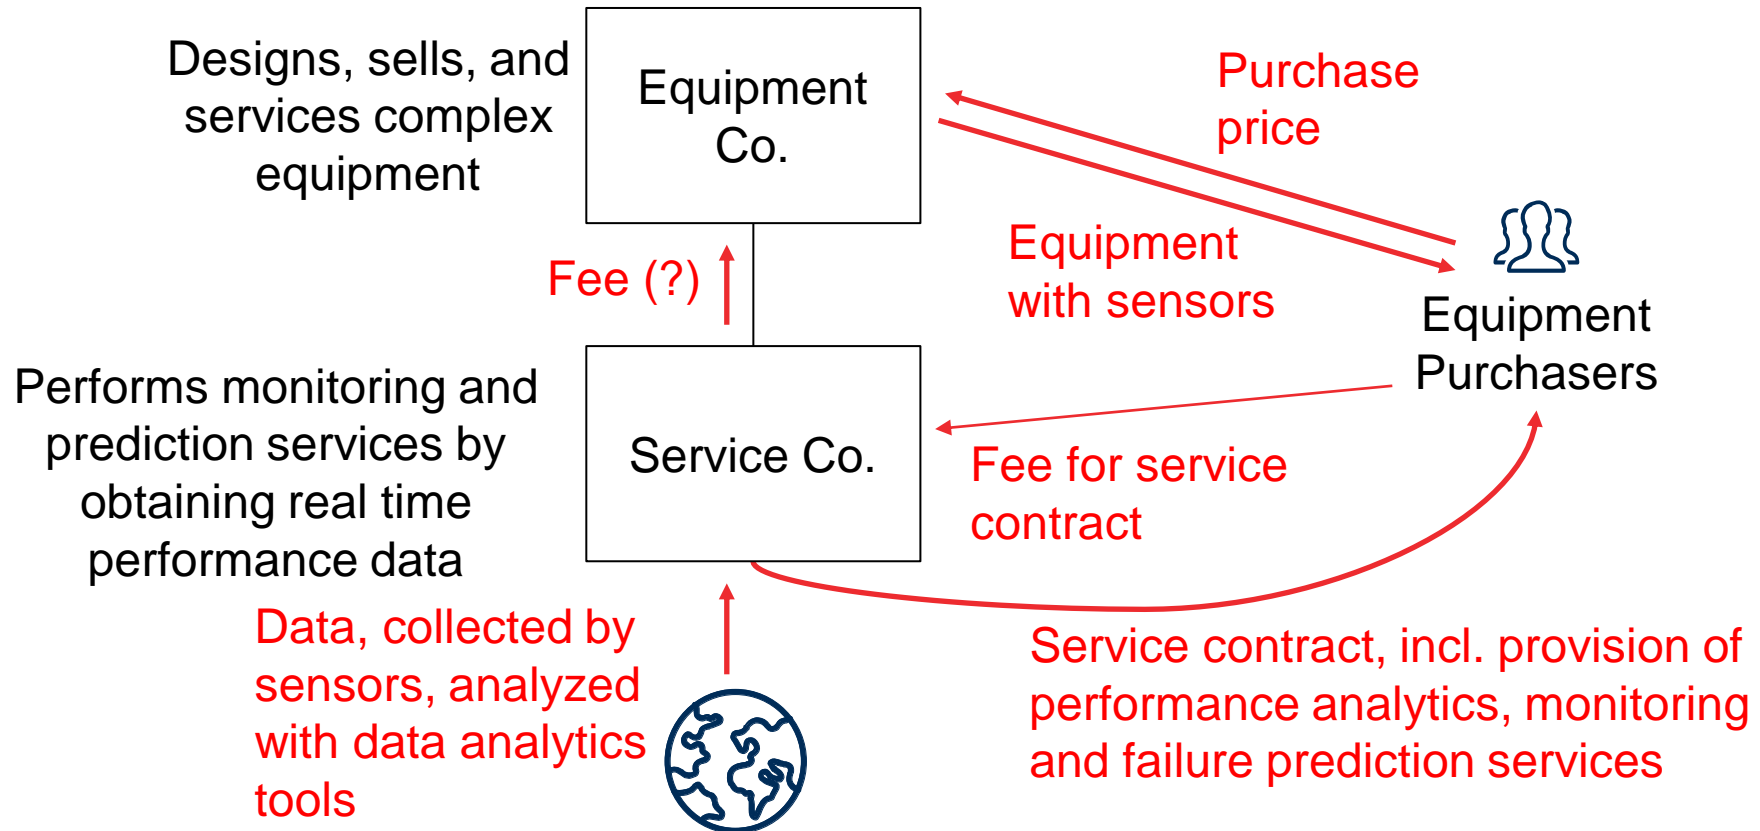 Designs, sells, and
services complex
equipment
Equipment
Co.
Purchase
price
Equipment
with sensors
Fee (?)
Equipment
Purchasers
Performs monitoring and
prediction services by
obtaining real time
performance data
Service Co.
Fee for service
contract
Data, collected by
sensors, analyzed
with data analytics
tools
Service contract, incl. provision of
performance analytics, monitoring
and failure prediction services